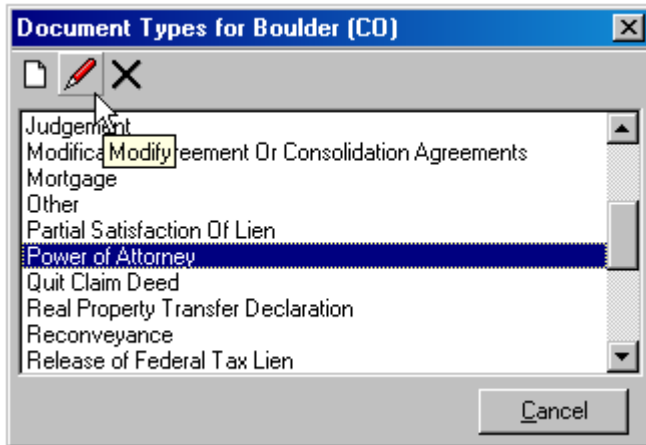 Document Types for Boulder (CO)
Judgement
Modifica Modify reement Or Consolidation Agreements
Mortgage
Other
Partial Satisfaction Of Lien
Power of Attorney
Quit Claim Deed
Real Property Transfer Declaration
Reconveyance
Release of Federal Tax Lien
Cancel